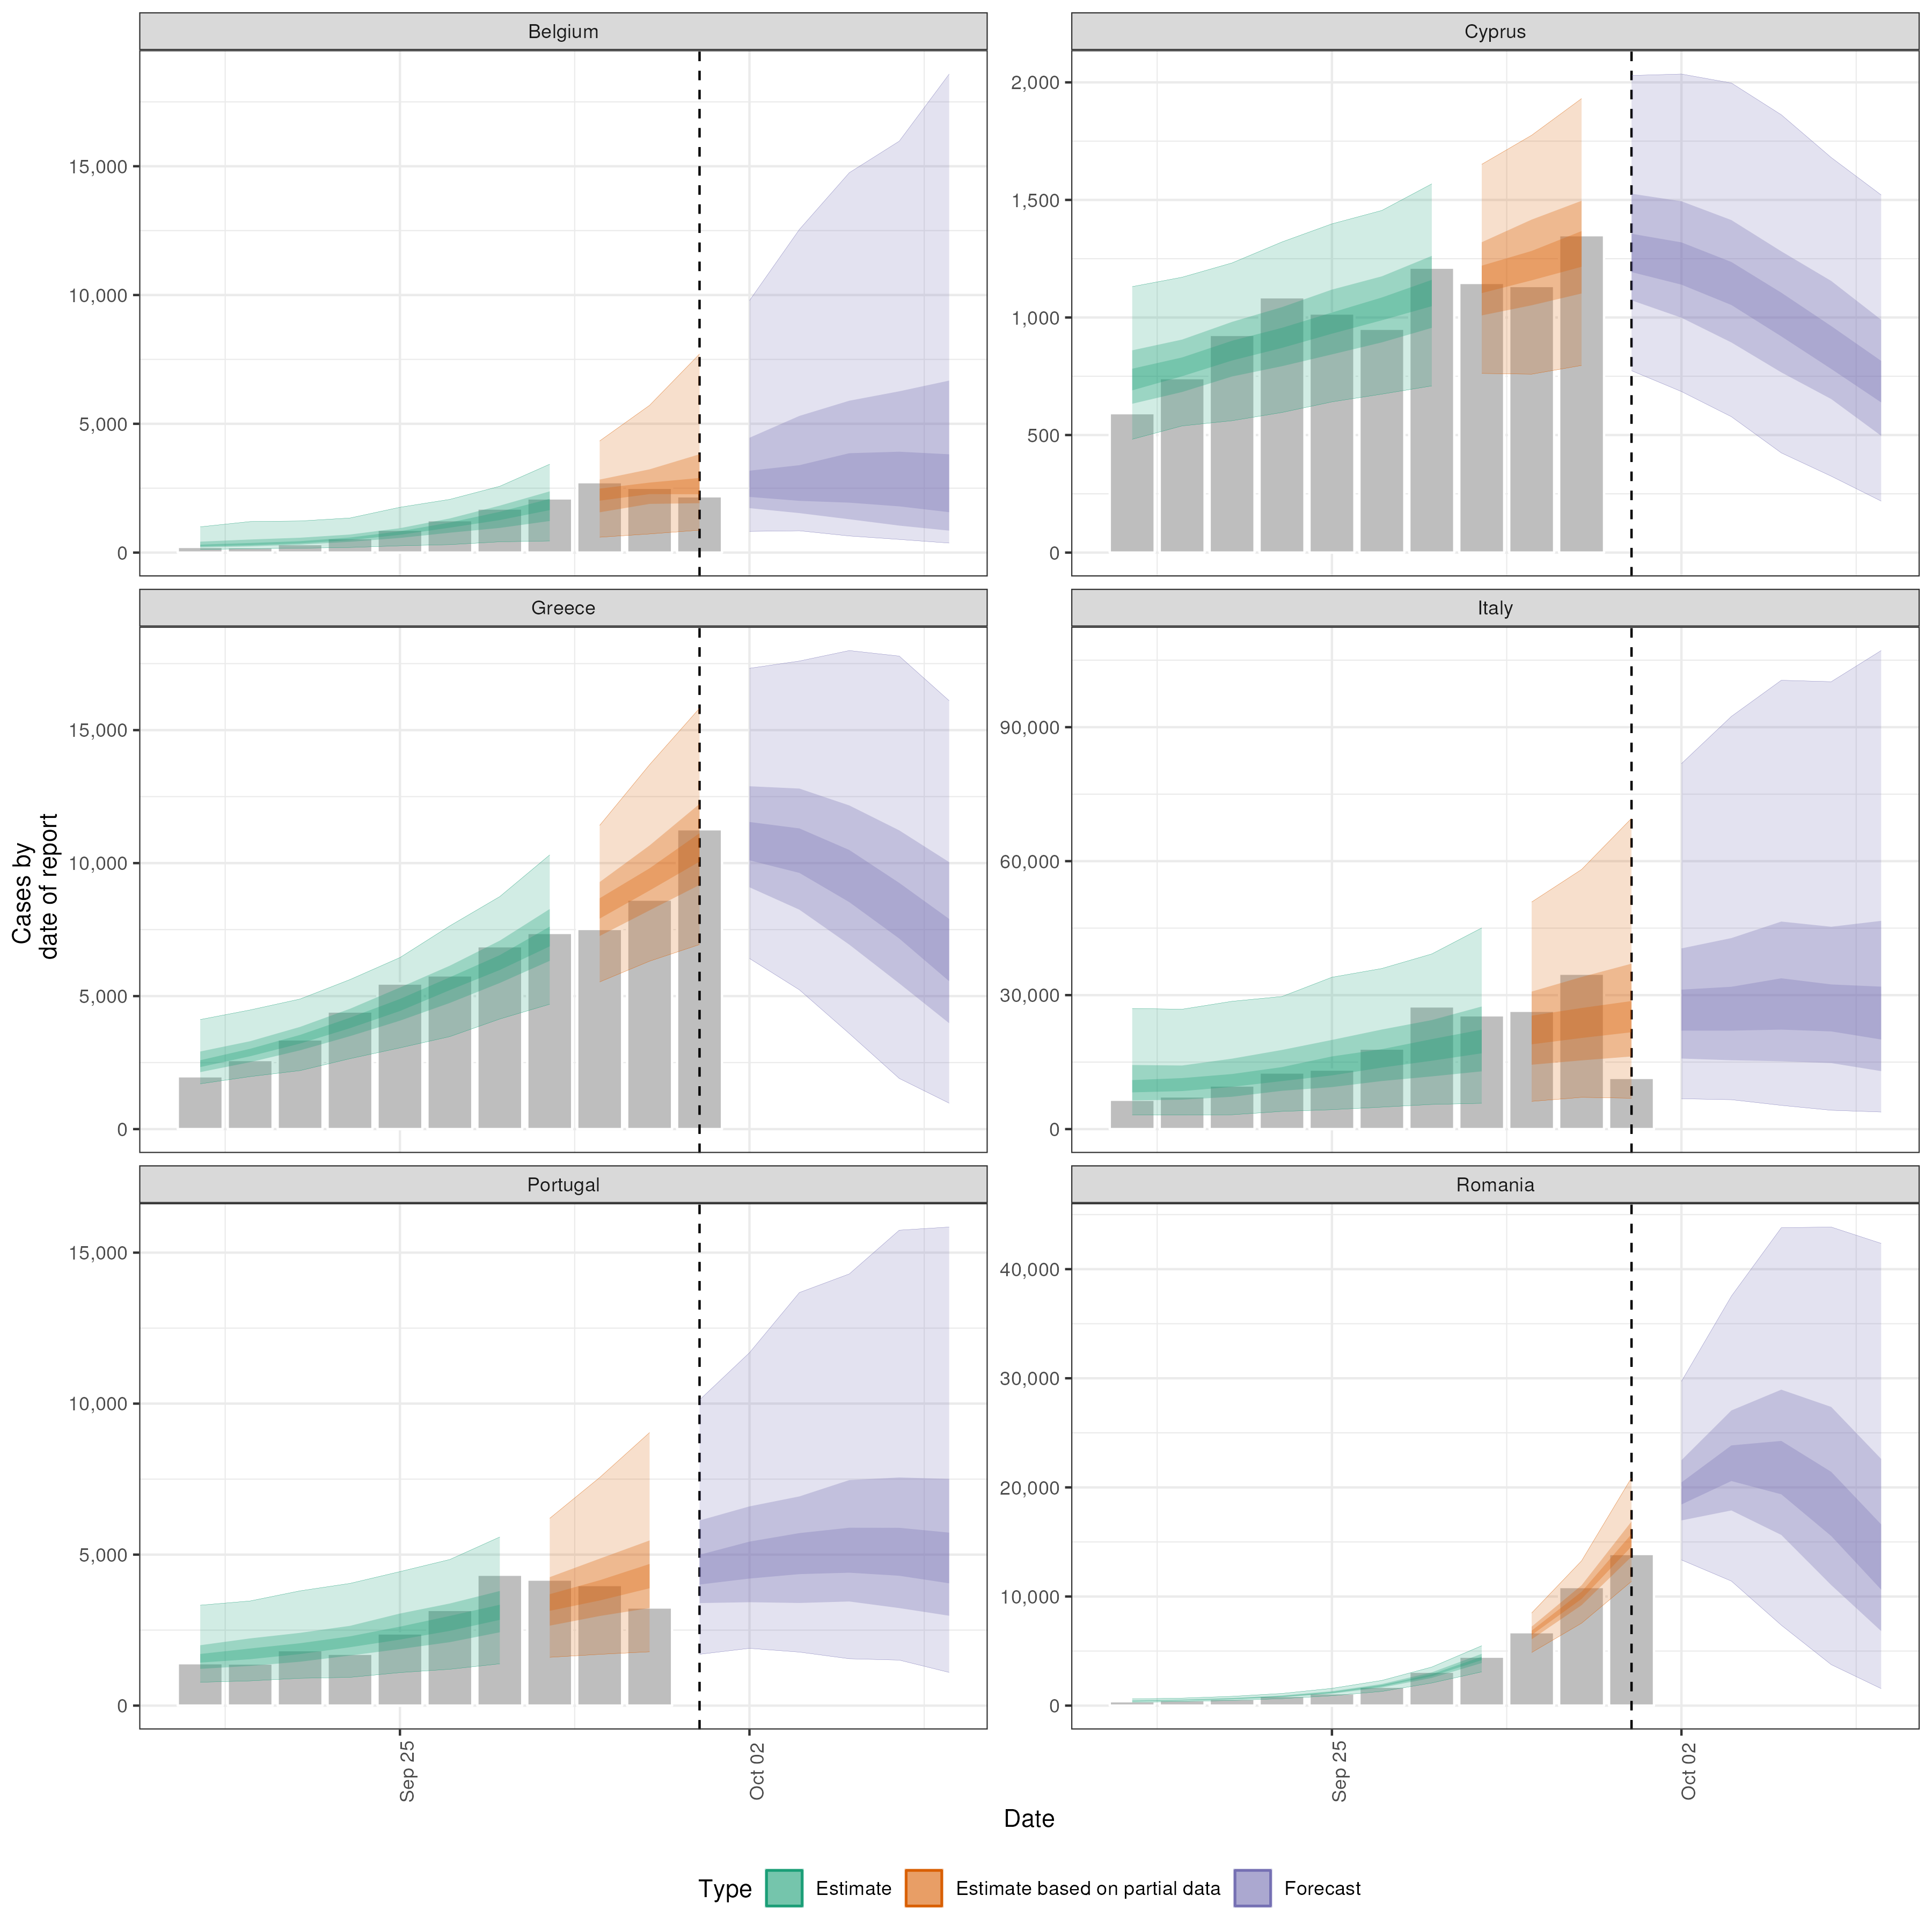 Belgium
Cyprus
15,000
10,000
5,000
0
2,000
1,500
1,000
500
0
Greece
Italy
15,000
10,000
5,000
0
90,000
60,000
30,000
0
Cases by
date of report
Portugal
Romania
15,000
10,000
5,000
0
40,000
30,000
20,000
10,000
0
Sep 25
Oct 02
Sep 25
Oct 02
Date
Type
Estimate
Estimate based on partial data
Forecast